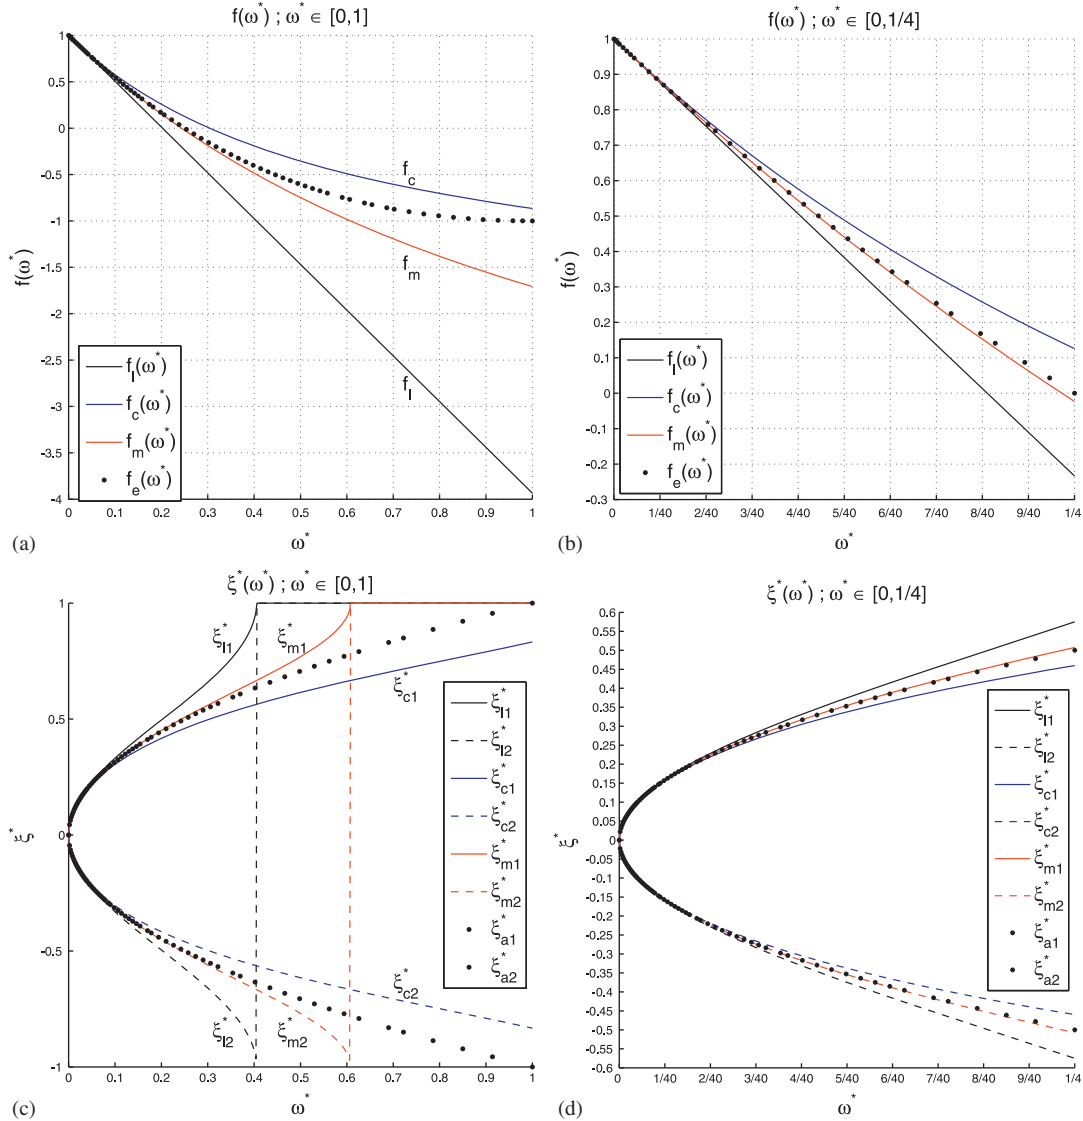 f(ω*) ; ω* ∈ [0,1]
1
0.5
0
-0.5
-1
-1.5
-2
-2.5
-3
-3.5
-4
f(ω*)
f_c
f_m
f_l
f_l(ω*)
f_c(ω*)
f_m(ω*)
f_e(ω*)
0 0.1 0.2 0.3 0.4 0.5 0.6 0.7 0.8 0.9 1
(a)
ω*
f(ω*) ; ω* ∈ [0,1/4]
1
0.9
0.8
0.7
0.6
0.5
0.4
0.3
0.2
0.1
0
-0.1
-0.2
-0.3
f(ω*)
f_l(ω*)
f_c(ω*)
f_m(ω*)
f_e(ω*)
0 1/40 2/40 3/40 4/40 5/40 6/40 7/40 8/40 9/40 1/4
(b)
ω*
ξ*(ω*) ; ω* ∈ [0,1]
1
0.5
0
-0.5
-1
ξ*
ξ*_l1
ξ*_m1
ξ*_c1
ξ*_c2
ξ*_l2
ξ*_m2
ξ*_l1
ξ*_l2
ξ*_c1
ξ*_c2
ξ*_m1
ξ*_m2
ξ*_a1
ξ*_a2
0 0.1 0.2 0.3 0.4 0.5 0.6 0.7 0.8 0.9 1
(c)
ω*
ξ*(ω*) ; ω* ∈ [0,1/4]
0.6
0.55
0.5
0.45
0.4
0.35
0.3
0.25
0.2
0.15
0.1
0.05
0
-0.05
-0.1
-0.15
-0.2
-0.25
-0.3
-0.35
-0.4
-0.45
-0.5
-0.55
-0.6
ξ*
ξ*_l1
ξ*_l2
ξ*_c1
ξ*_c2
ξ*_m1
ξ*_m2
ξ*_a1
ξ*_a2
0 1/40 2/40 3/40 4/40 5/40 6/40 7/40 8/40 9/40 1/4
(d)
ω*